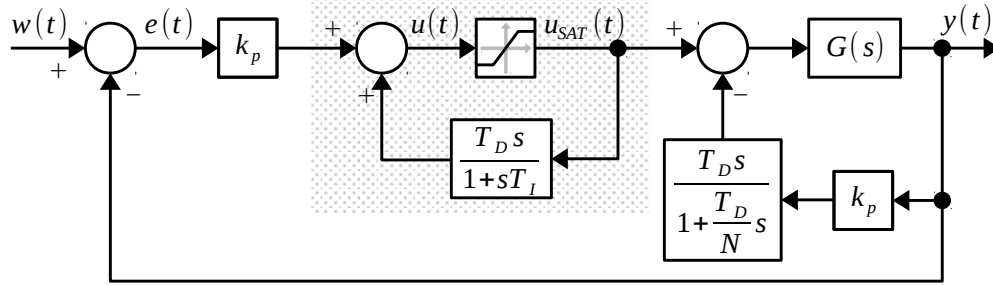 w(t) e(t) u(t) u_SAT(t) y(t)
k_p G(s)
+ + +
− + −
T_D s
1+sT_I
T_D s
1+T_D/N s
k_p